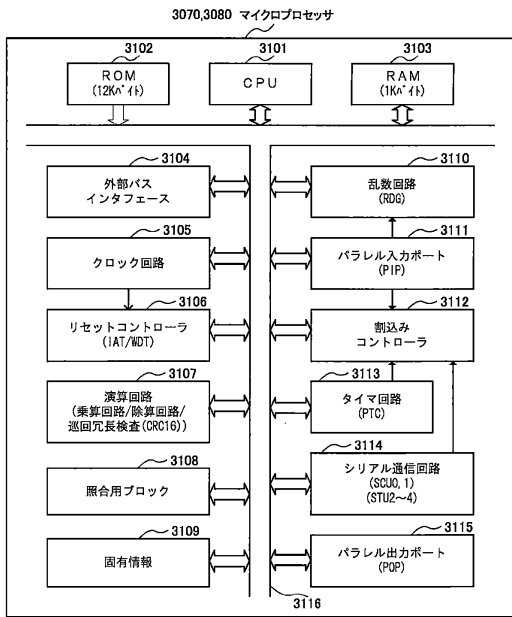 3070,3080 マイクロプロセッサ
3102
ROM
(12Kバイト)
3101
CPU
3103
RAM
(1Kバイト)
3104
外部バス
インタフェース
3105
クロック回路
3106
リセットコントローラ
(IAT/WDT)
3107
演算回路
(乗算回路/除算回路/
巡回冗長検査(CRC16))
3108
照合用ブロック
3109
固有情報
3110
乱数回路
(RDG)
3111
パラレル入力ポート
(PIP)
3112
割込み
コントローラ
3113
タイマ回路
(PTC)
3114
シリアル通信回路
(SCU0,1)
(STU2～4)
3115
パラレル出力ポート
(POP)
3116